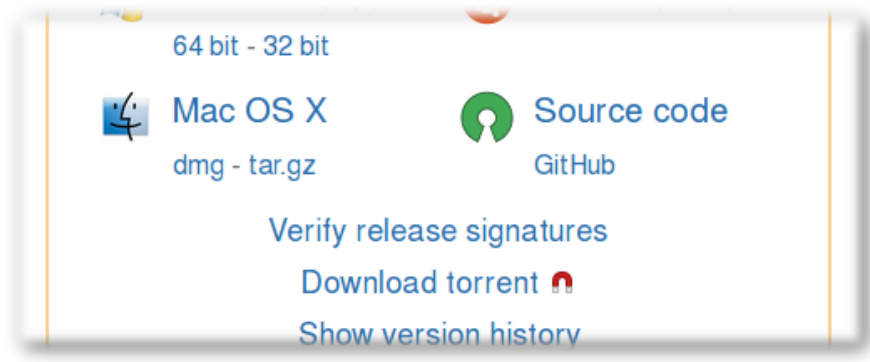 64 bit - 32 bit
Mac OS X
Source code
dmg - tar.gz
GitHub
Verify release signatures
Download torrent
Show version history